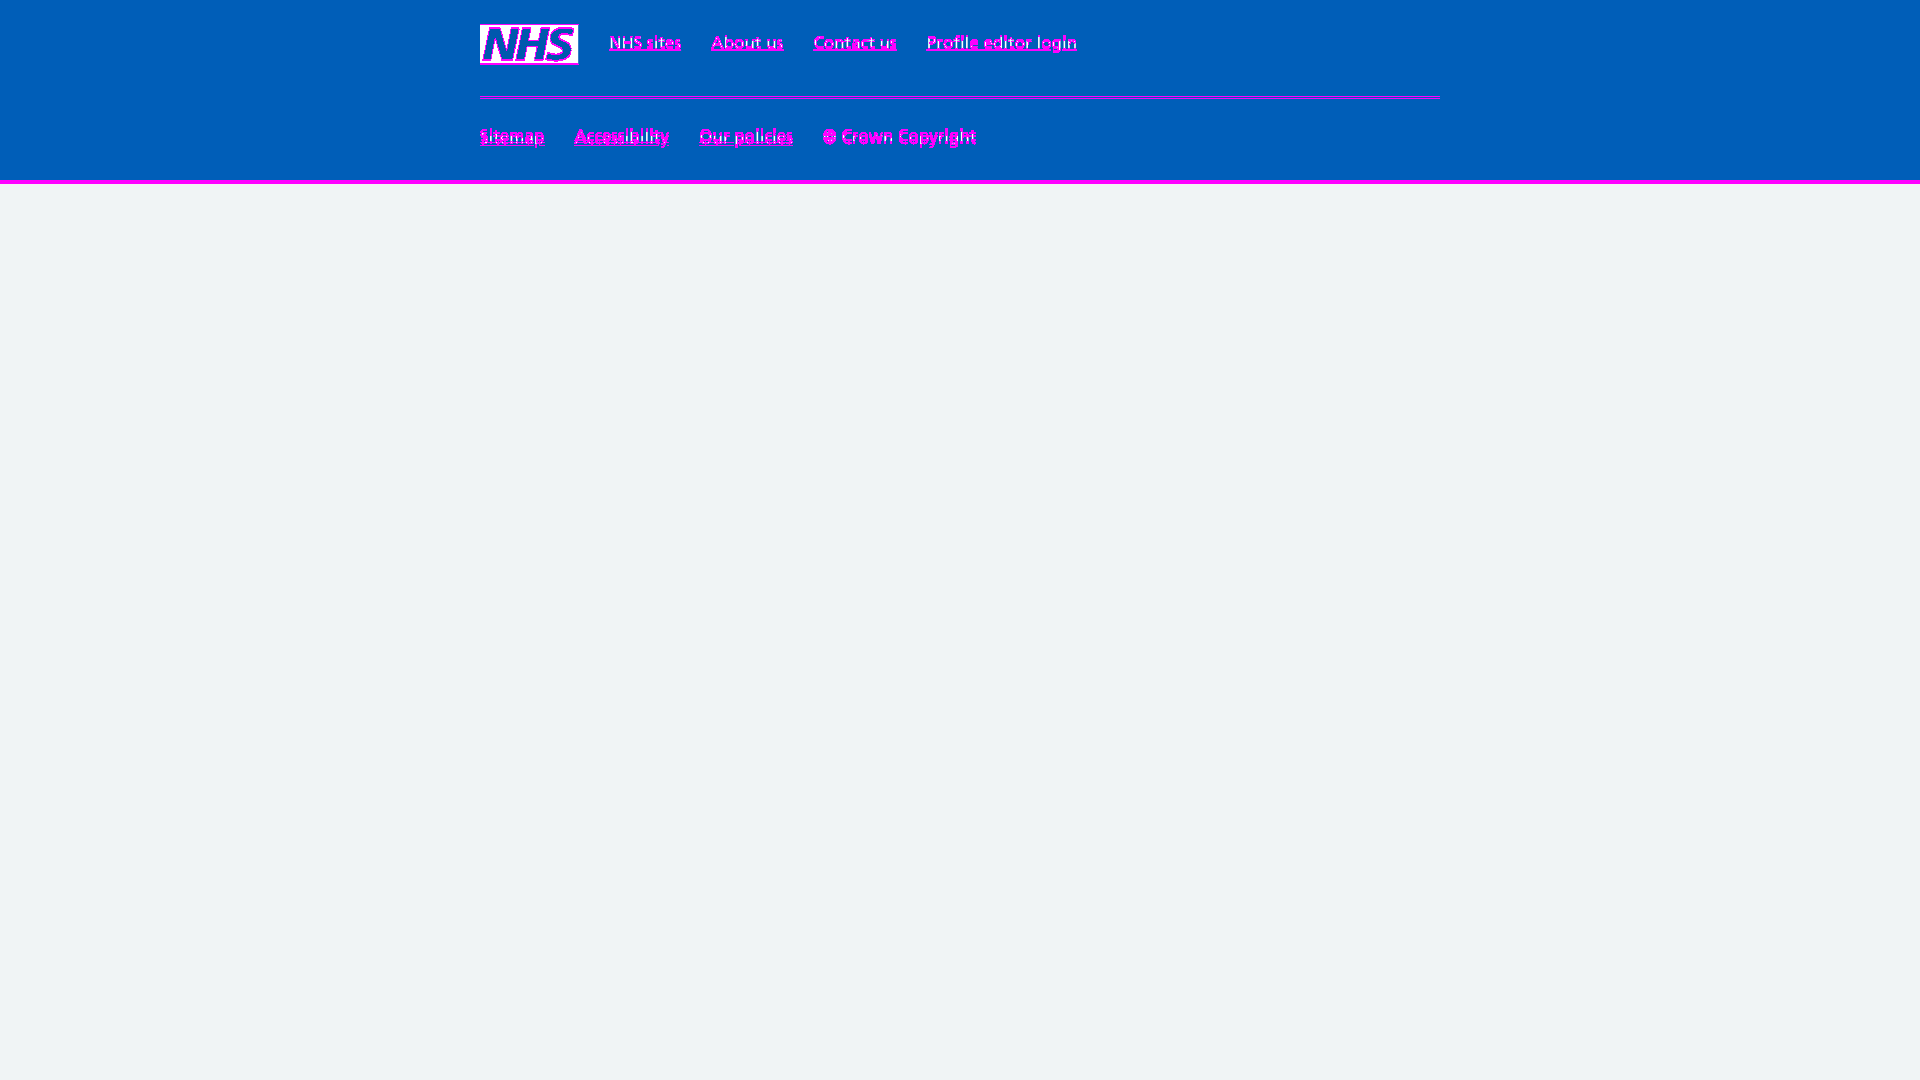 NHS NHS sites About us Contact us Profile editor login
Sitemap Accessibility Our policies © Crown Copyright